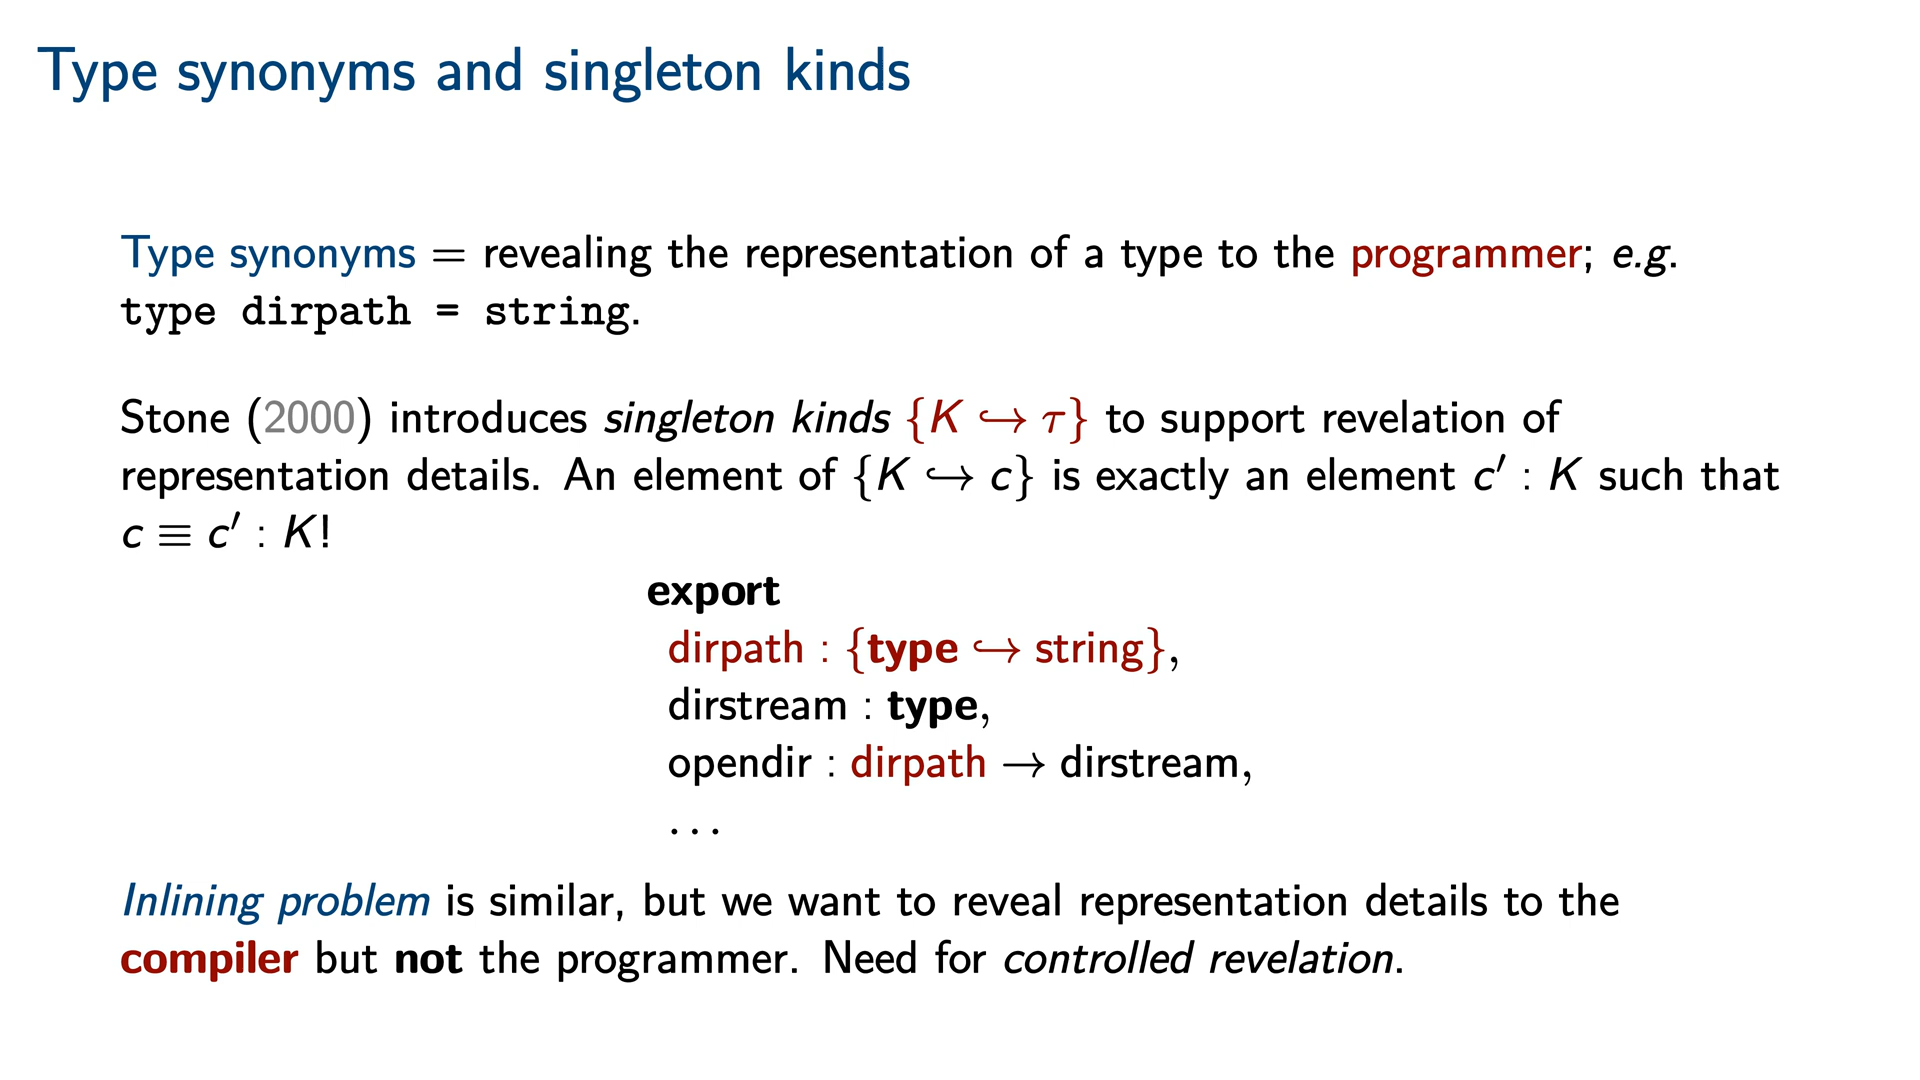 Type synonyms and singleton kinds
Type synonyms = revealing the representation of a type to the programmer; e.g.
type dirpath = string.
Stone (2000) introduces singleton kinds {K ↪ τ} to support revelation of
representation details. An element of {K ↪ c} is exactly an element c′ : K such that
c ≡ c′ : K!
export
dirpath : {type ↪ string},
dirstream : type,
opendir : dirpath → dirstream,
...
Inlining problem is similar, but we want to reveal representation details to the
compiler but not the programmer. Need for controlled revelation.